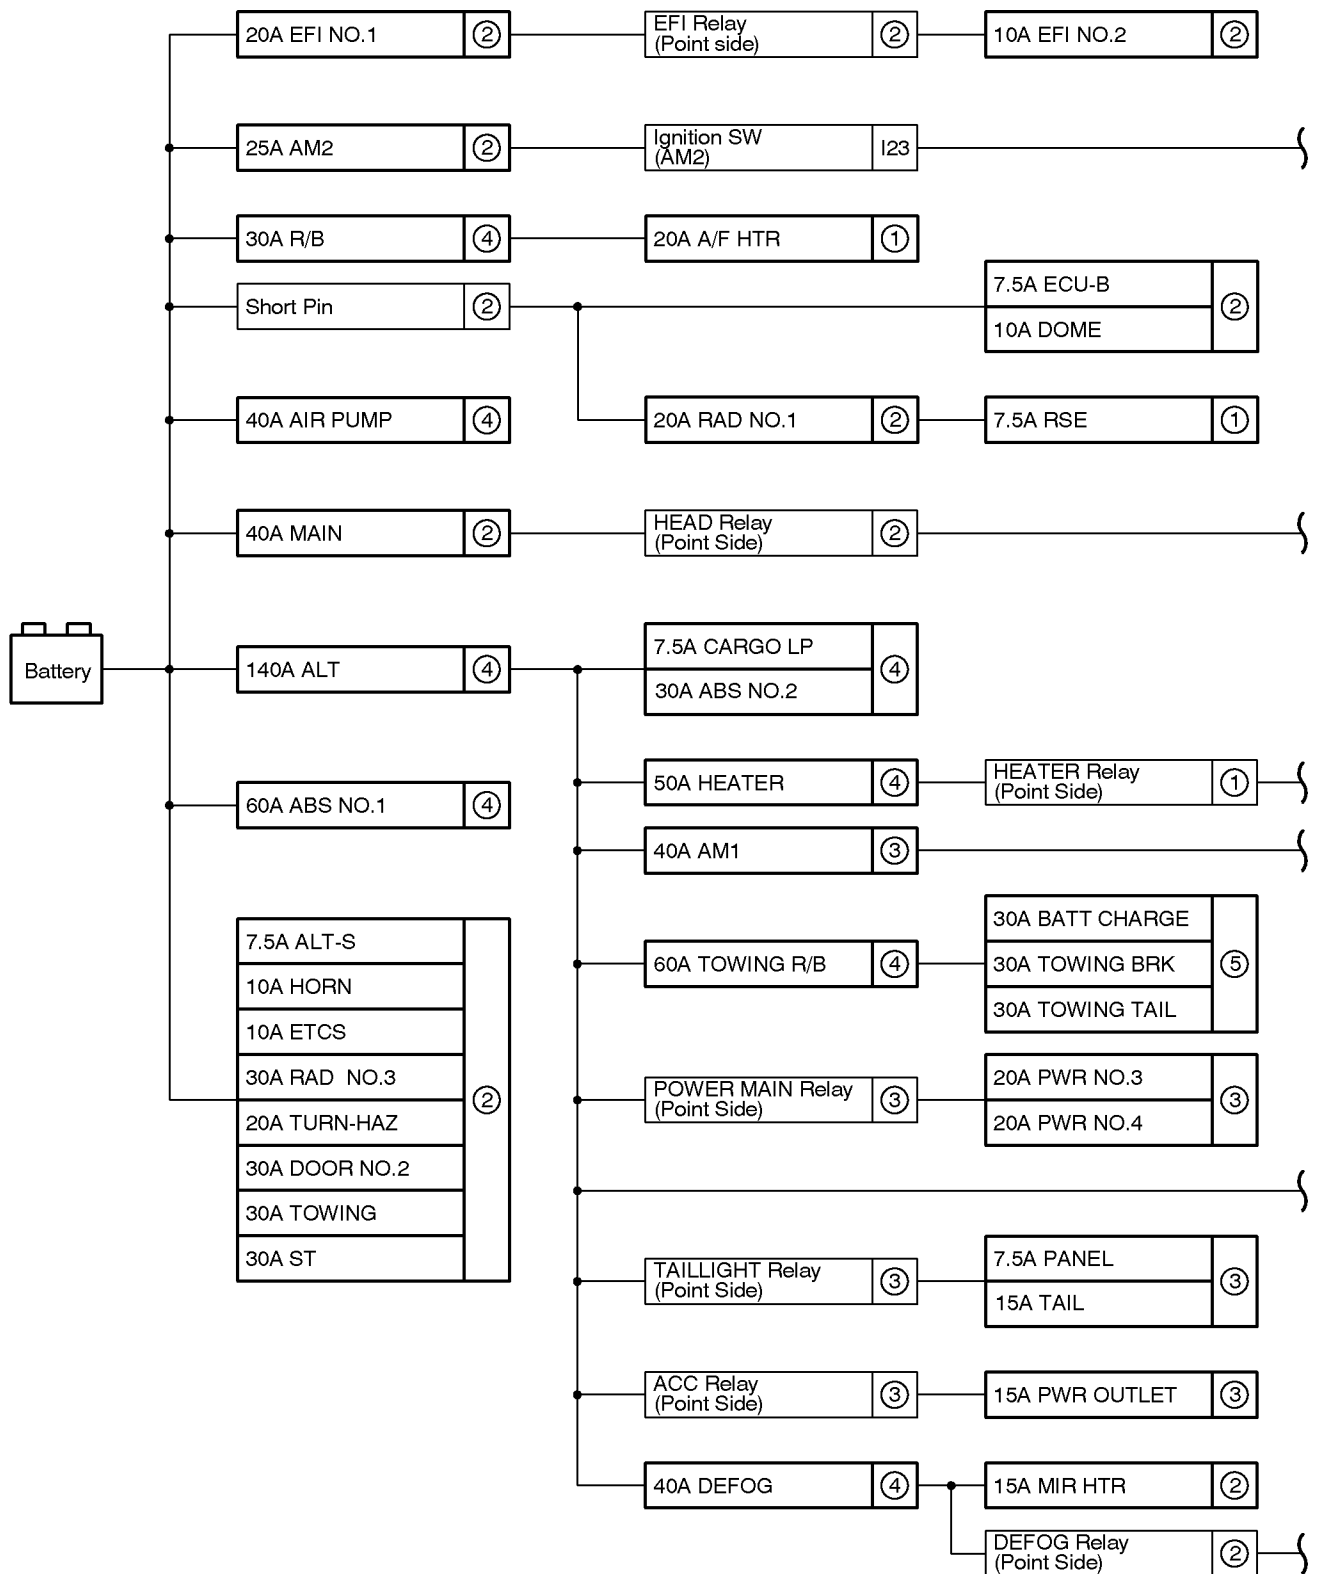 20A EFI NO.1 ②
EFI Relay
(Point side) ②
10A EFI NO.2 ②
25A AM2 ②
Ignition SW
(AM2) I23
30A R/B ④
20A A/F HTR ①
Short Pin ②
7.5A ECU-B
10A DOME ②
40A AIR PUMP ④
20A RAD NO.1 ②
7.5A RSE ①
40A MAIN ②
HEAD Relay
(Point Side) ②
Battery
140A ALT ④
7.5A CARGO LP
30A ABS NO.2 ④
60A ABS NO.1 ④
50A HEATER ④
HEATER Relay
(Point Side) ①
40A AM1 ③
60A TOWING R/B ④
30A BATT CHARGE
30A TOWING BRK ⑤
30A TOWING TAIL
7.5A ALT-S
10A HORN
10A ETCS
30A RAD NO.3
20A TURN-HAZ
30A DOOR NO.2
30A TOWING
30A ST
②
POWER MAIN Relay
(Point Side) ③
20A PWR NO.3
20A PWR NO.4 ③
TAILLIGHT Relay
(Point Side) ③
7.5A PANEL
15A TAIL ③
ACC Relay
(Point Side) ③
15A PWR OUTLET ③
40A DEFOG ④
15A MIR HTR ②
DEFOG Relay
(Point Side) ②